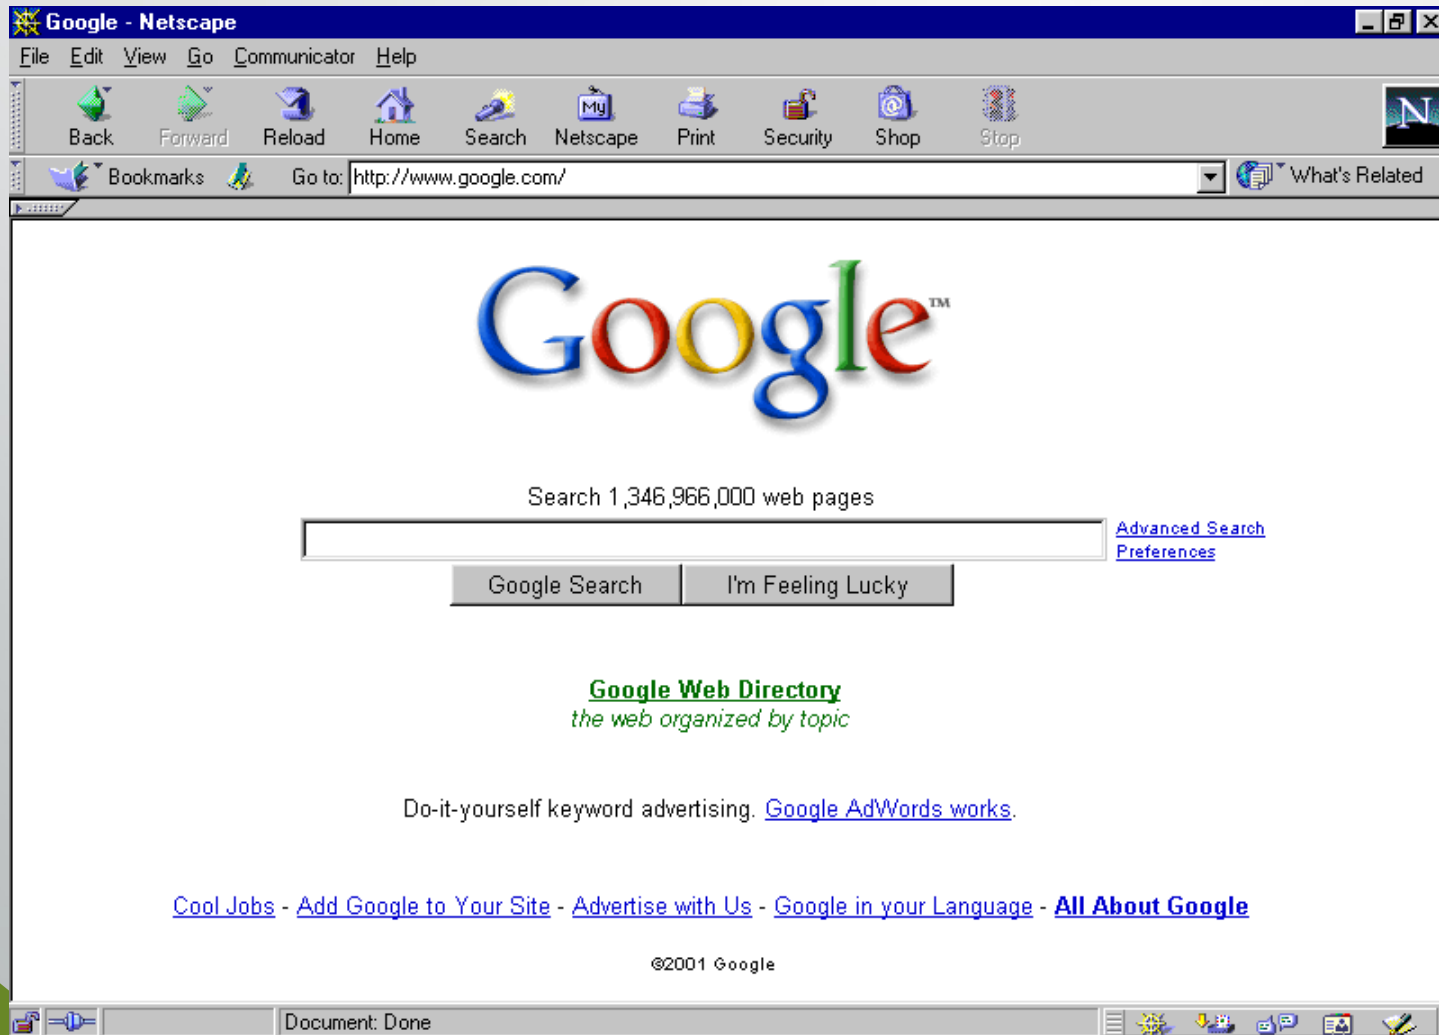 Google - Netscape
File Edit View Go Communicator Help
Back Forward Reload Home Search Netscape Print Security Shop Stop
My
N
Bookmarks Go to: http://www.google.com/ What's Related
Google™
Search 1,346,966,000 web pages
Advanced Search
Preferences
Google Search I'm Feeling Lucky
Google Web Directory
the web organized by topic
Do-it-yourself keyword advertising. Google AdWords works.
Cool Jobs - Add Google to Your Site - Advertise with Us - Google in your Language - All About Google
©2001 Google
Document: Done